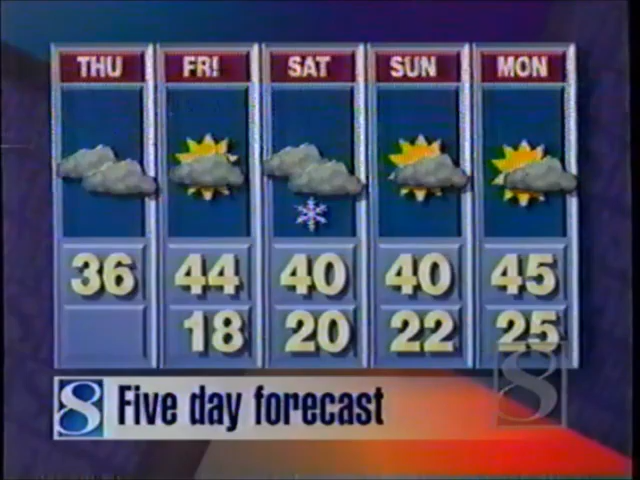 THU FRI SAT SUN MON
36 44 40 40 45
18 20 22 25
8
8 Five day forecast